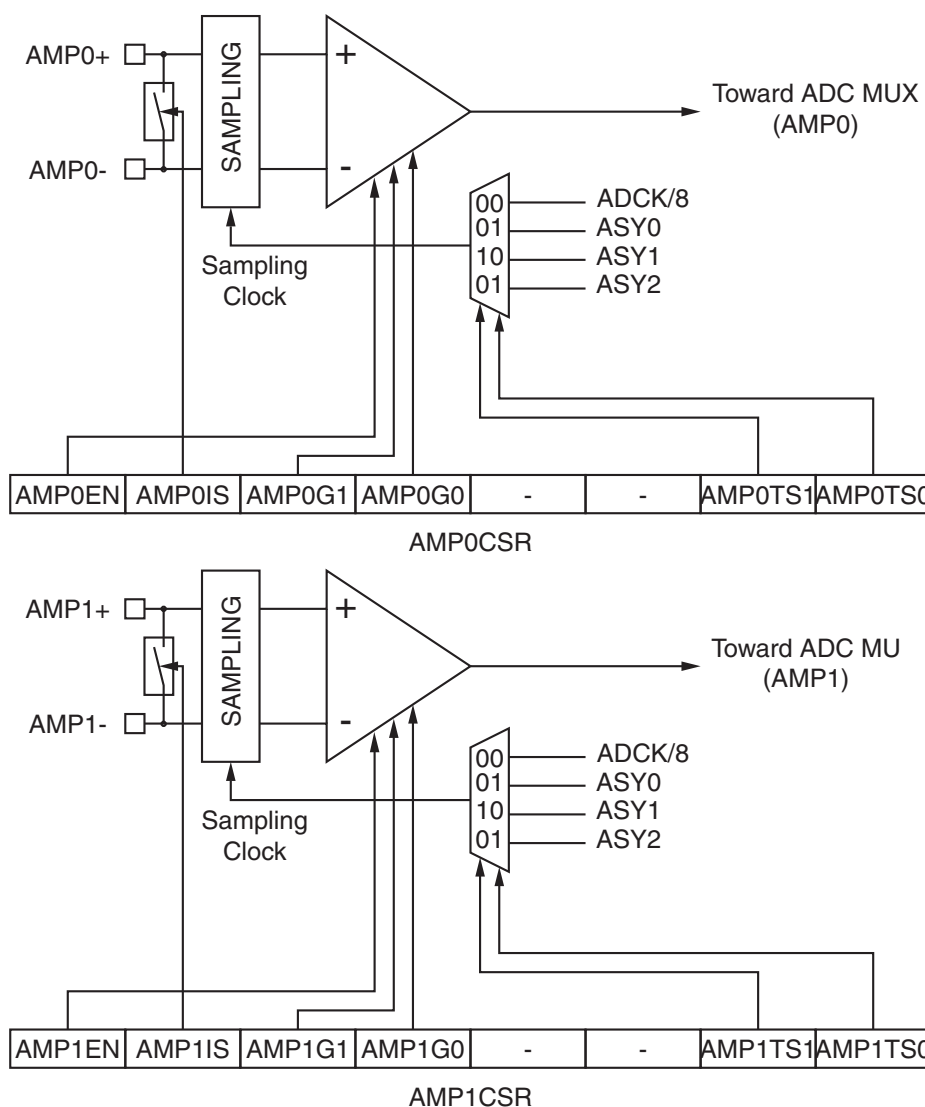 AMP0+
SAMPLING
+
Toward ADC MUX
(AMP0)
AMP0-
-
00 ADCK/8
01 ASY0
10 ASY1
01 ASY2
Sampling
Clock
AMP0EN AMP0IS AMP0G1 AMP0G0 - - AMP0TS1 AMP0TS0
AMP0CSR
AMP1+
SAMPLING
+
Toward ADC MU
(AMP1)
AMP1-
-
00 ADCK/8
01 ASY0
10 ASY1
01 ASY2
Sampling
Clock
AMP1EN AMP1IS AMP1G1 AMP1G0 - - AMP1TS1 AMP1TS0
AMP1CSR